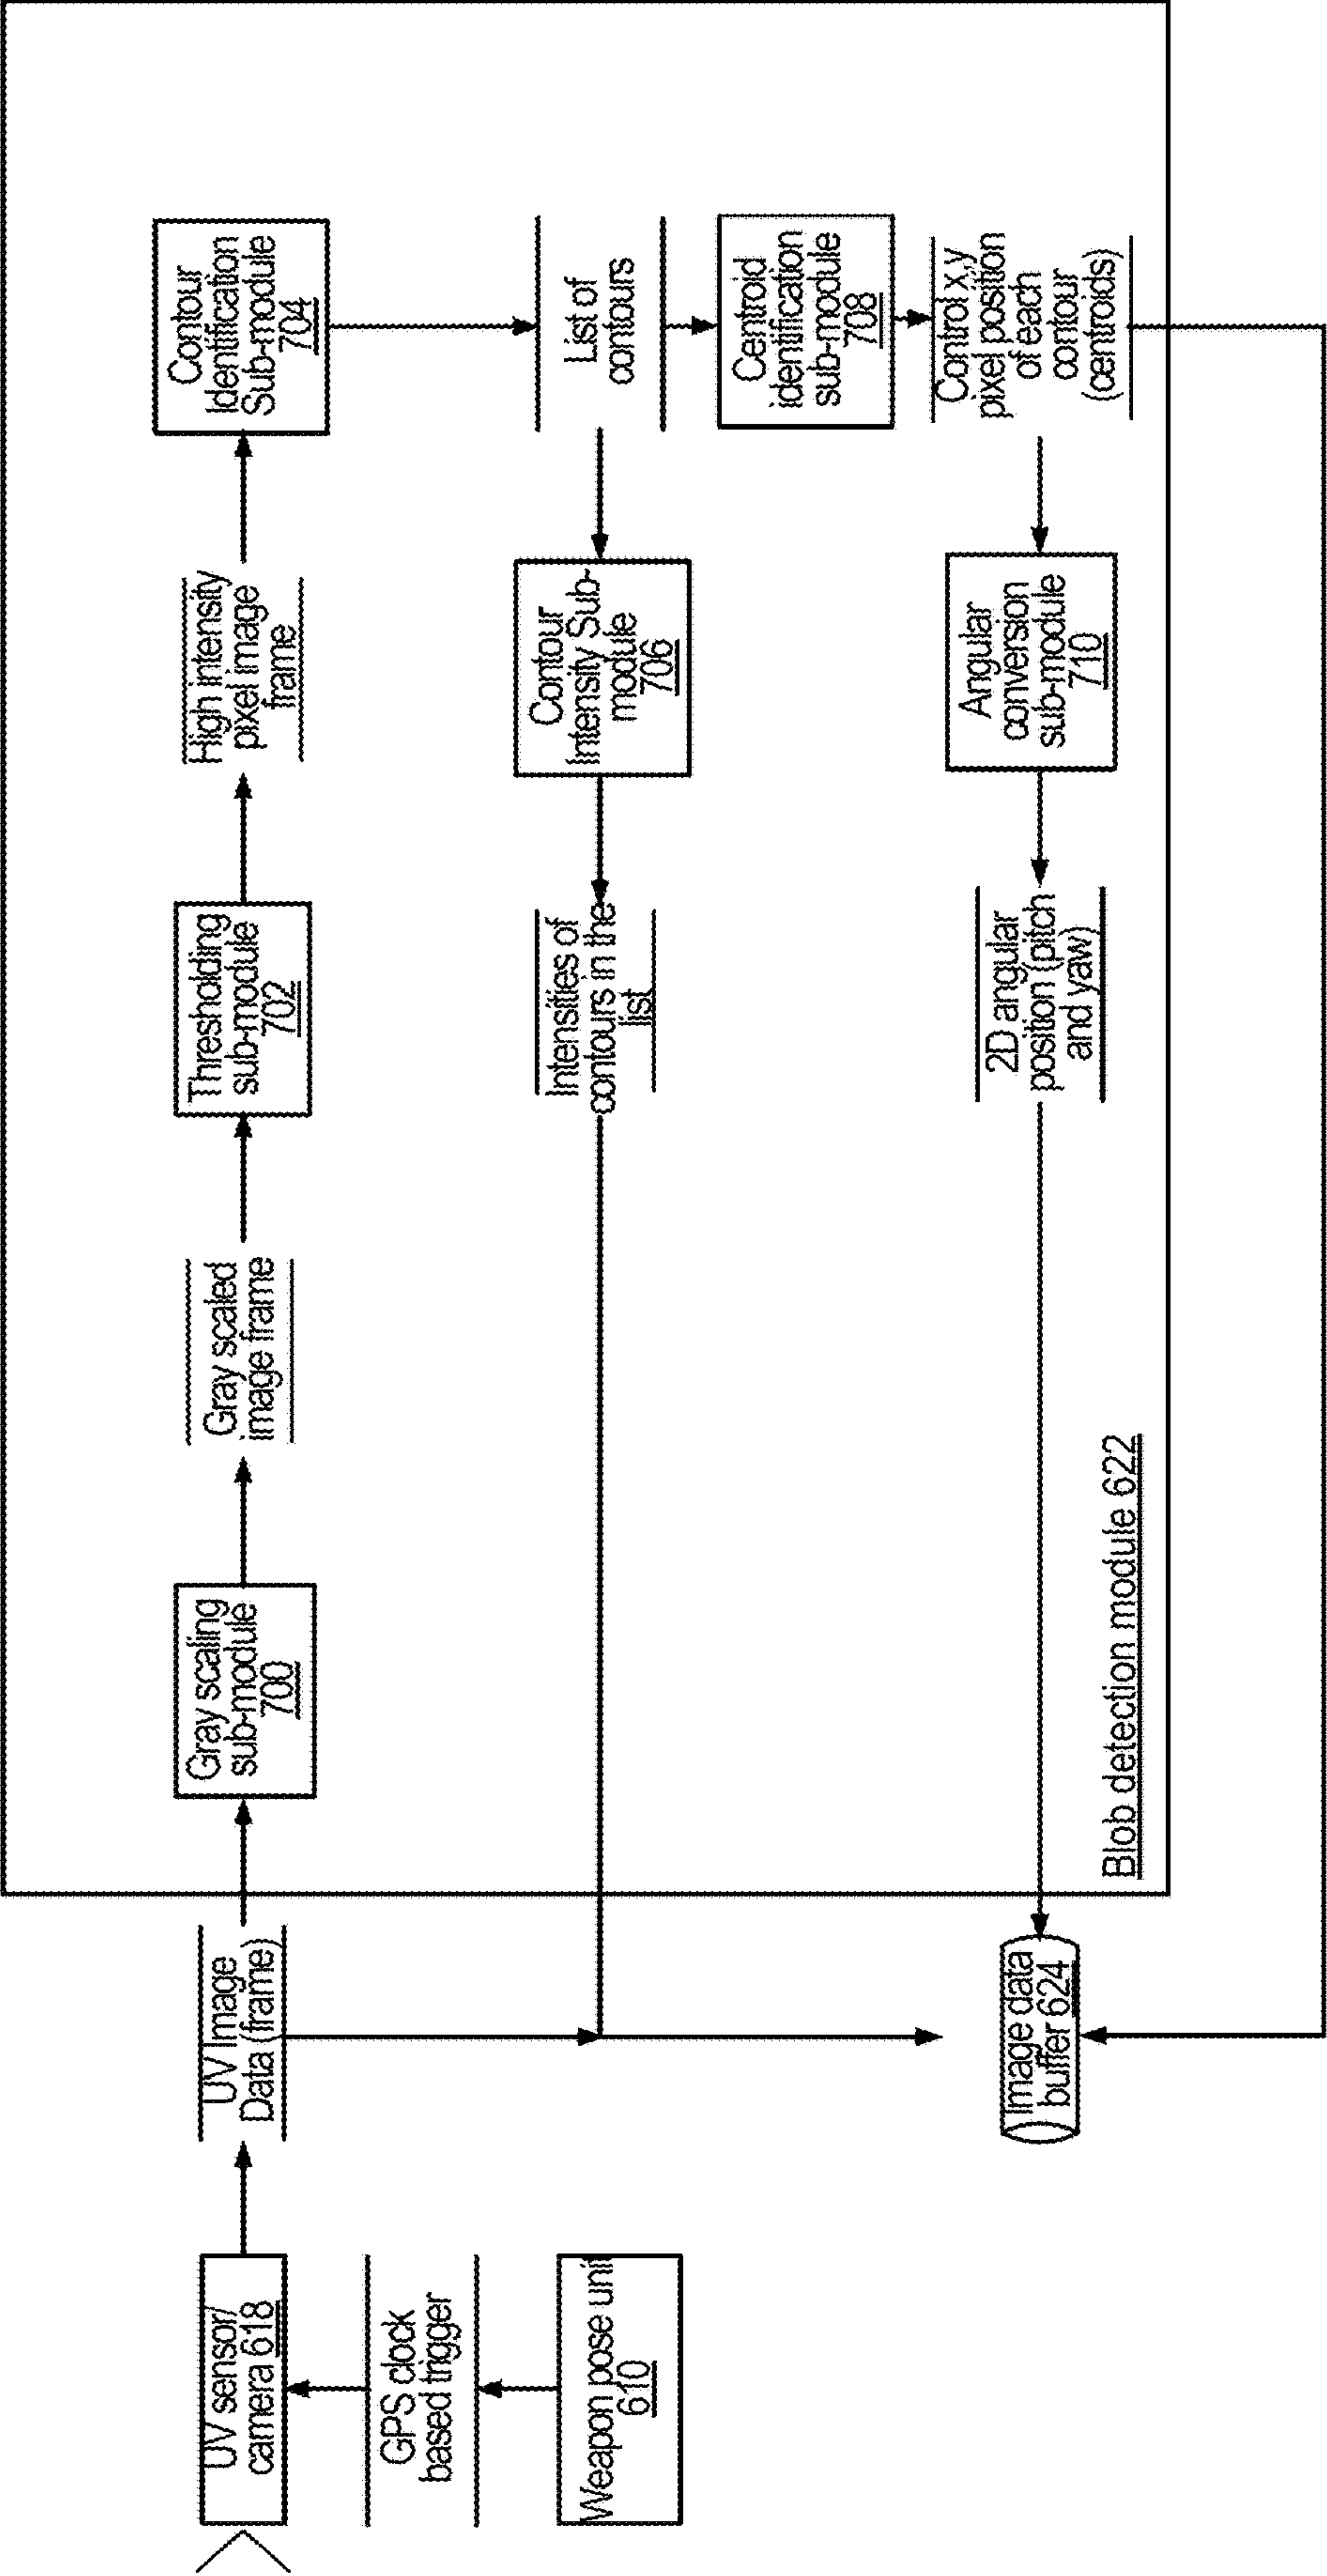 UV sensor/
camera 618
GPS clock
based trigger
Weapon pose unit
610
UV Image
Data (frame)
Gray scaling
sub-module
700
Gray scaled
image frame
Thresholding
sub-module
702
High intensity
pixel image
frame
Contour
Identification
Sub-module
704
List of
contours
Contour
Intensity Sub-
module
706
Intensities of
contours in the
list
Centroid
identification
sub-module
708
Control x,y
pixel position
of each
contour
(centroids)
Angular
conversion
sub-module
710
2D angular
position (pitch
and yaw)
Image data
buffer 624
Blob detection module 622